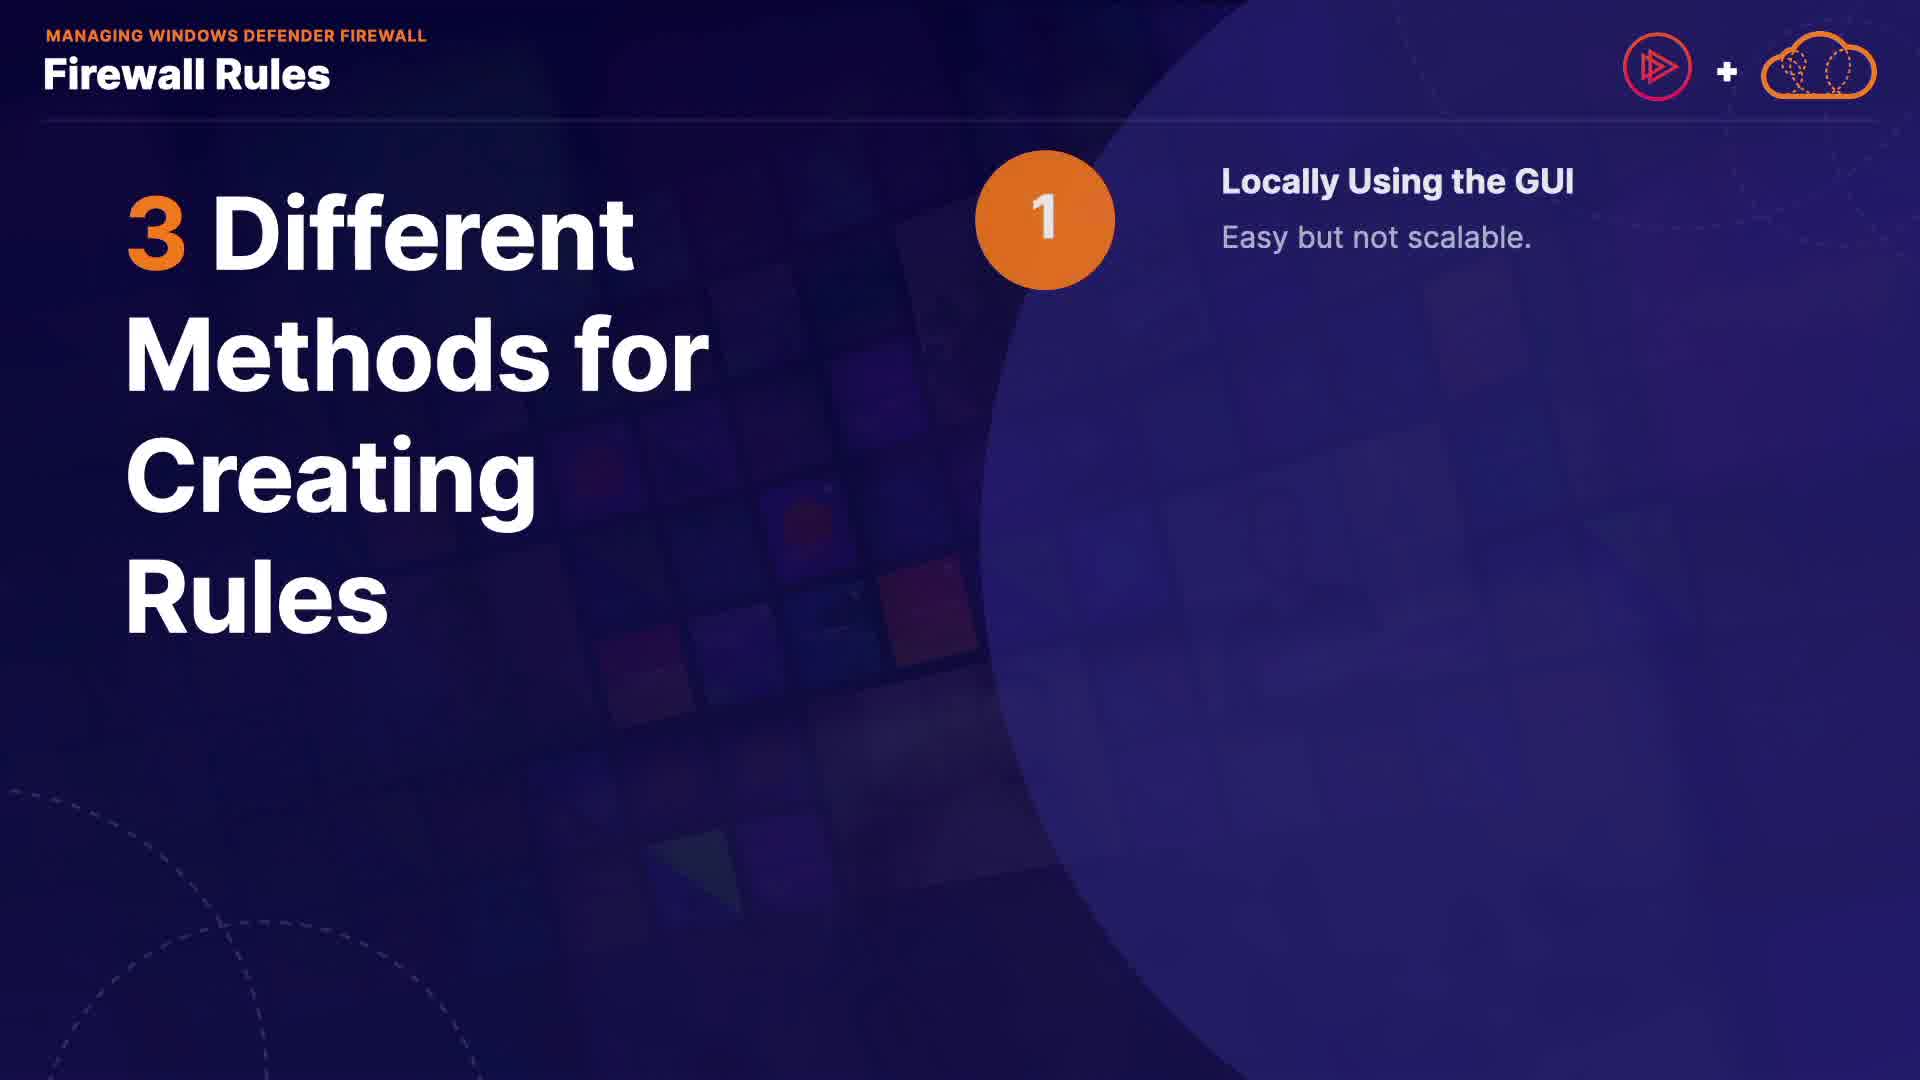 MANAGING WINDOWS DEFENDER FIREWALL
Firewall Rules
3 Different
Methods for
Creating
Rules
1
Locally Using the GUI
Easy but not scalable.
+